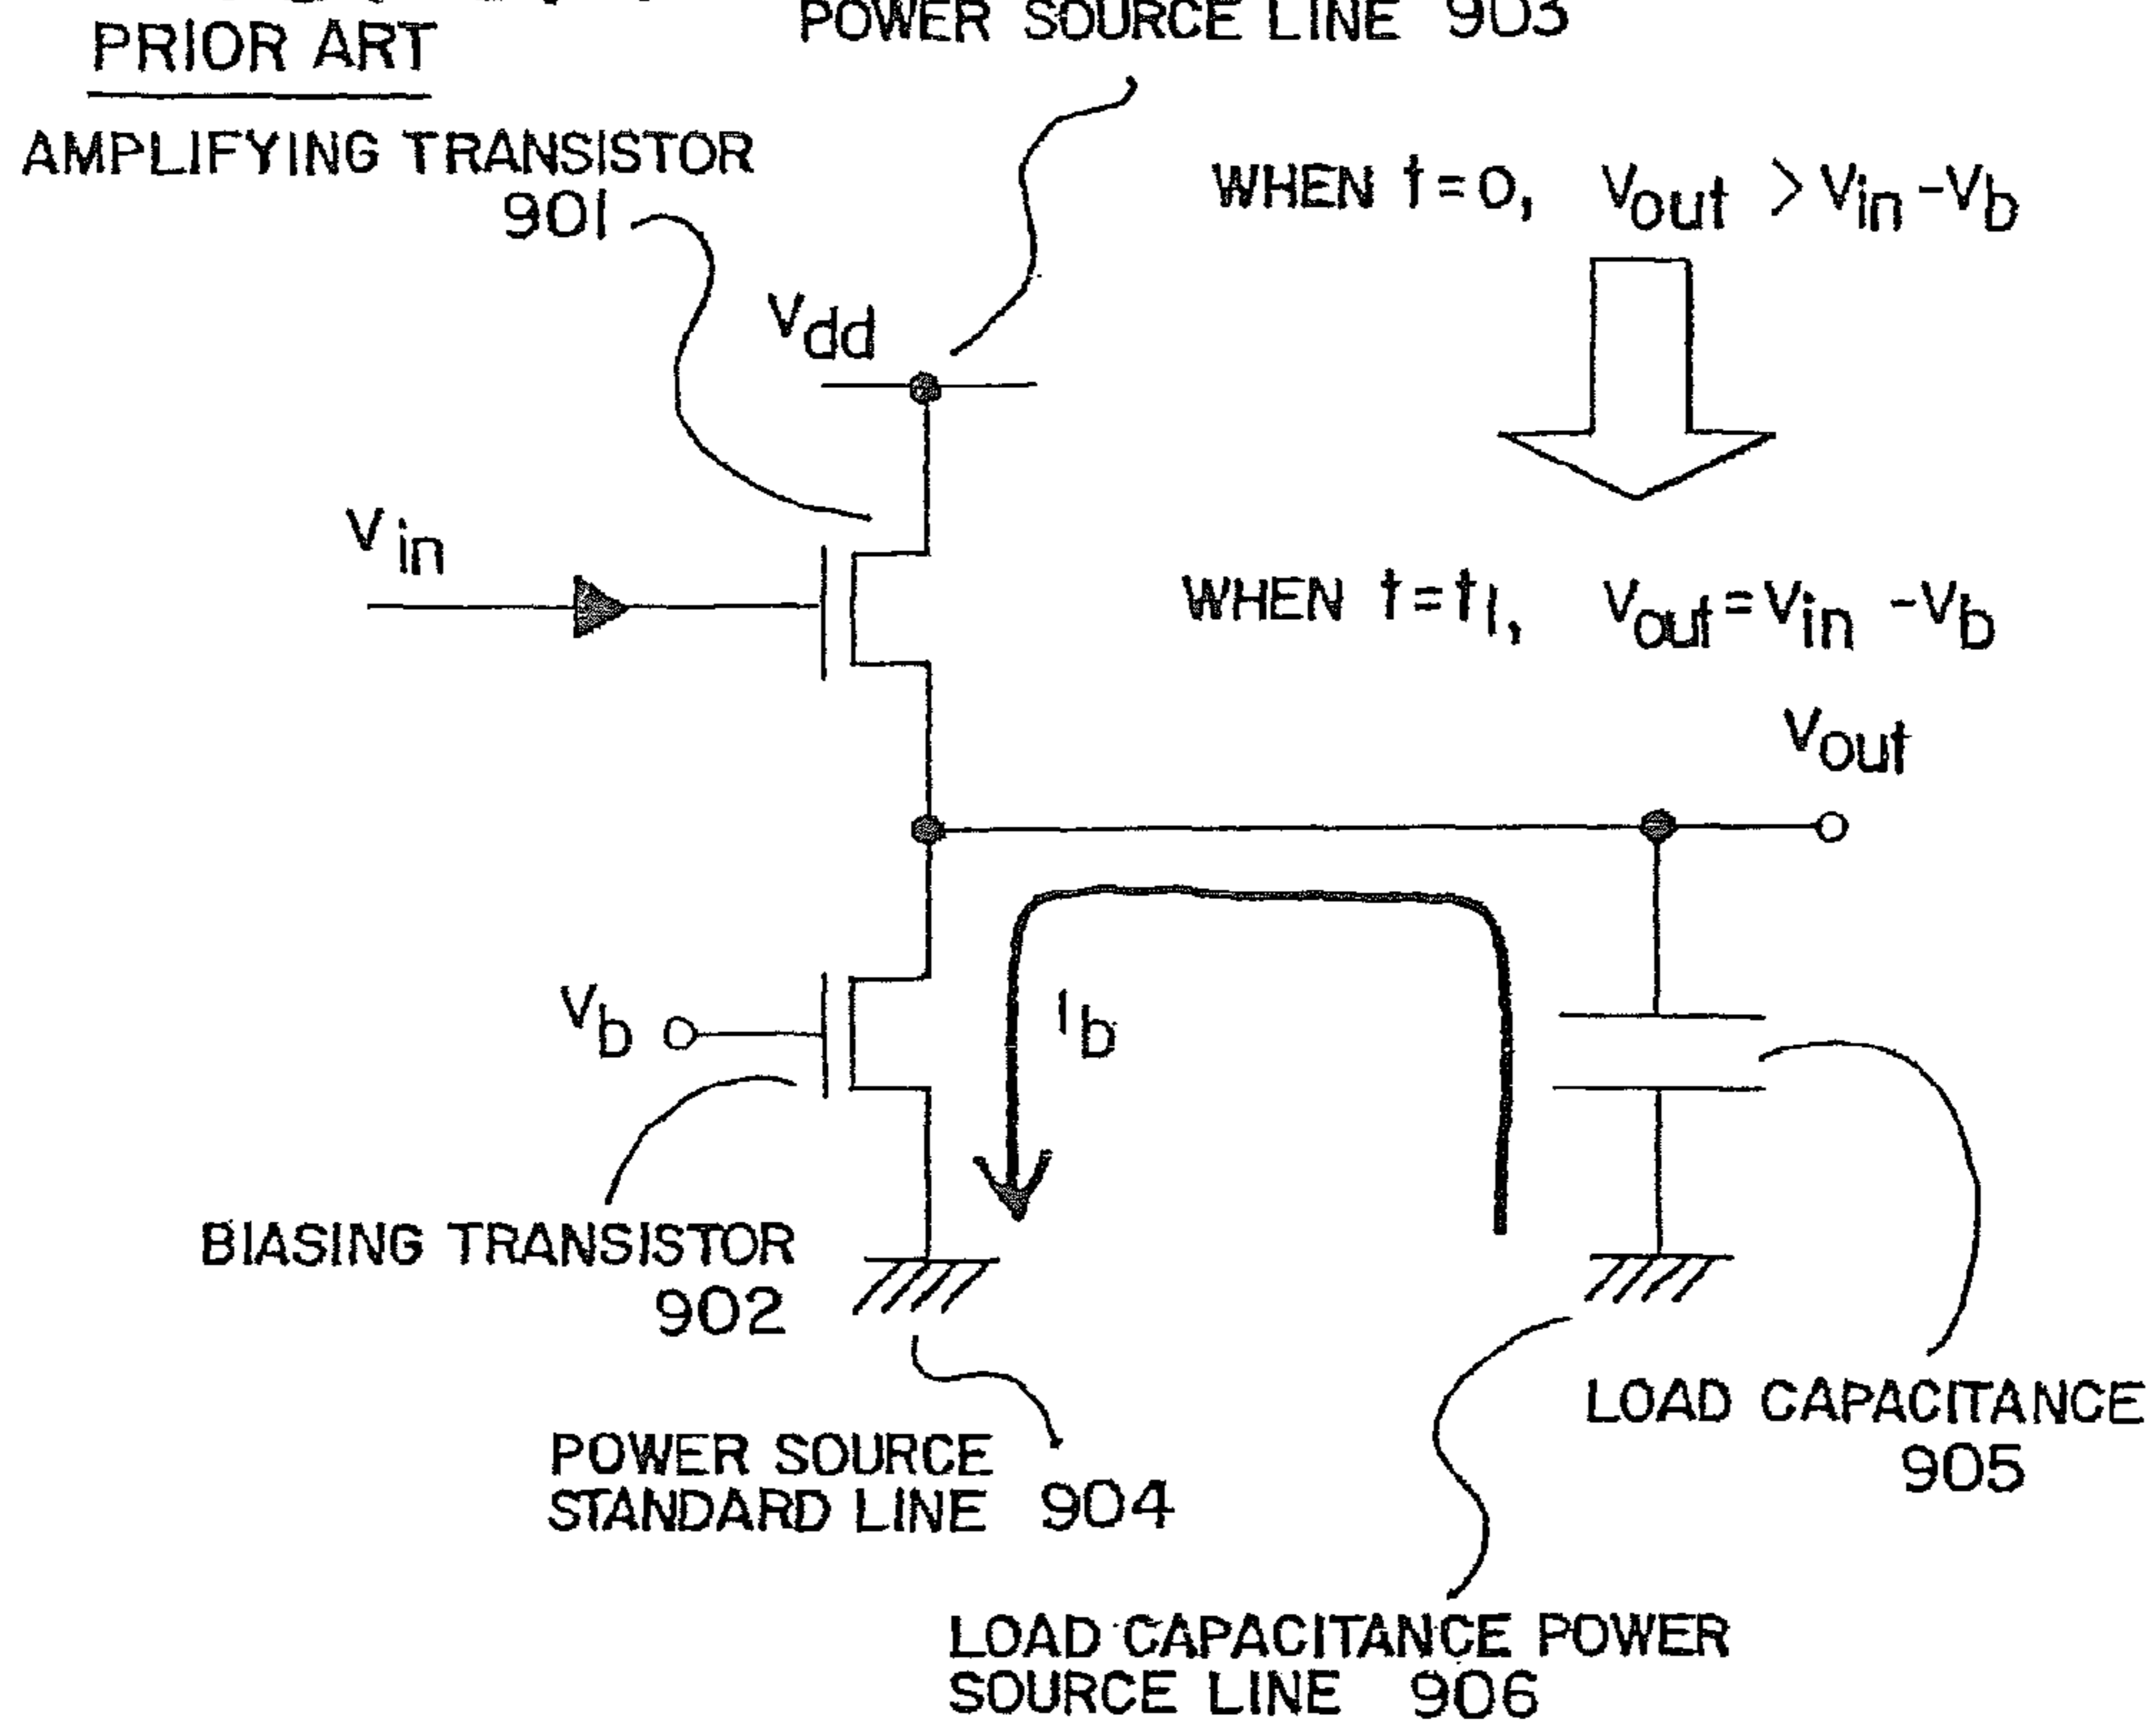 POWER SOURCE LINE 903
PRIOR ART
AMPLIFYING TRANSISTOR
901
WHEN t=0, Vout > Vin -Vb
Vdd
Vin
WHEN t=t1, Vout=Vin -Vb
Vout
Vb
Ib
BIASING TRANSISTOR
902
POWER SOURCE
STANDARD LINE 904
LOAD CAPACITANCE
905
LOAD CAPACITANCE POWER
SOURCE LINE 906